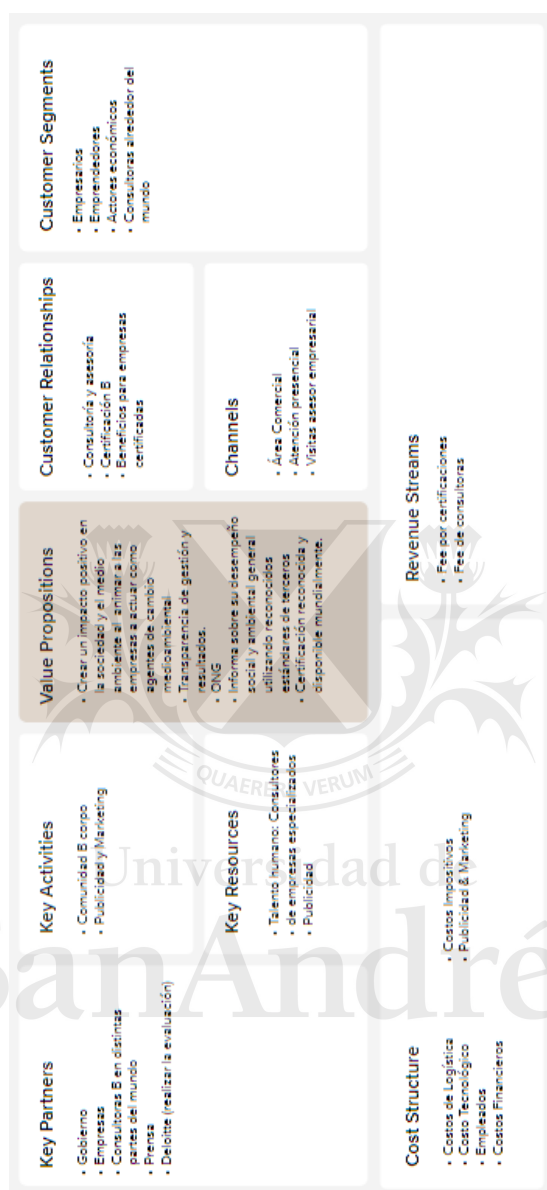 Key Partners
• Gobierno
• Empresas
• Consultoras B en distintas
partes del mundo
• Prensa
• Deloitte (realizar la evaluación)
Key Activities
• Comunidad B corpo
• Publicidad y Marketing
Key Resources
• Talento humano: Consultores
• de empresas especializados
• Publicidad
Value Propositions
• Crear un impacto positivo en
la sociedad y el medio
ambiente al animar a las
empresas a actuar como
agentes de cambio
medioambiental
• Transparencia de gestión y
resultados.
• ONG
• Informa sobre su desempeño
social y ambiental general
utilizando reconocidos
estándares de terceros
• Certificación reconocida y
disponible mundialmente.
Customer Relationships
• Consultoría y asesoría
• Certificación B
• Beneficios para empresas
certificadas
Channels
• Área Comercial
• Atención presencial
• Visitas asesor empresarial
Customer Segments
• Empresarios
• Emprendedores
• Actores económicos
• Consultoras alrededor del
mundo
Cost Structure
• Costos de Logística
• Costo Tecnológico
• Empleados
• Costos Financieros
• Costos Impositivos
• Publicidad & Marketing
Revenue Streams
• Fee por certificaciones
• Fee de consultoras
QUAERERE VERUM
Universidad de
SanAndré